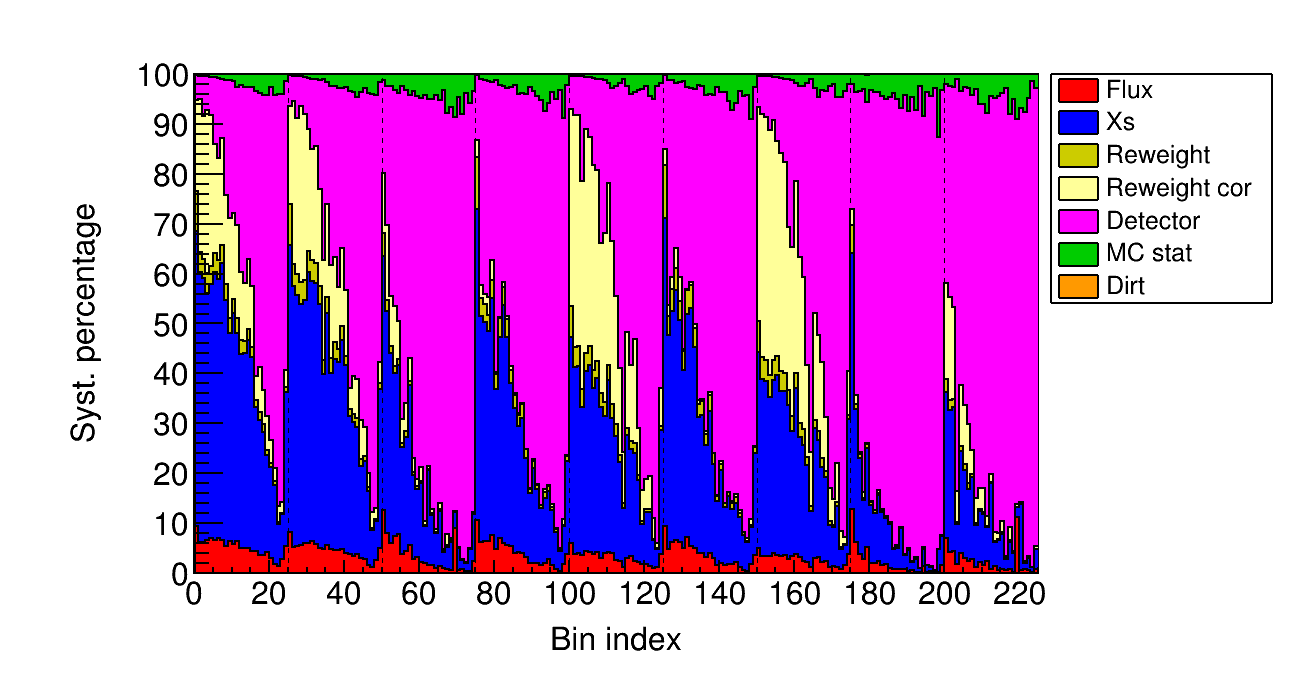 Syst. percentage
100
90
80
70
60
50
40
30
20
10
0
0 20 40 60 80 100 120 140 160 180 200 220
Bin index
Flux
Xs
Reweight
Reweight cor
Detector
MC stat
Dirt